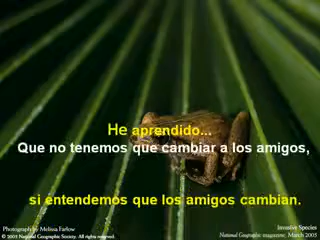 He aprendido...
Que no tenemos que cambiar a los amigos,
si entendemos que los amigos cambian.
Photograph by Melissa Farlow
© 2005 National Geographic Society. All rights reserved.
Invasive Species
National Geographic magazine, March 2005